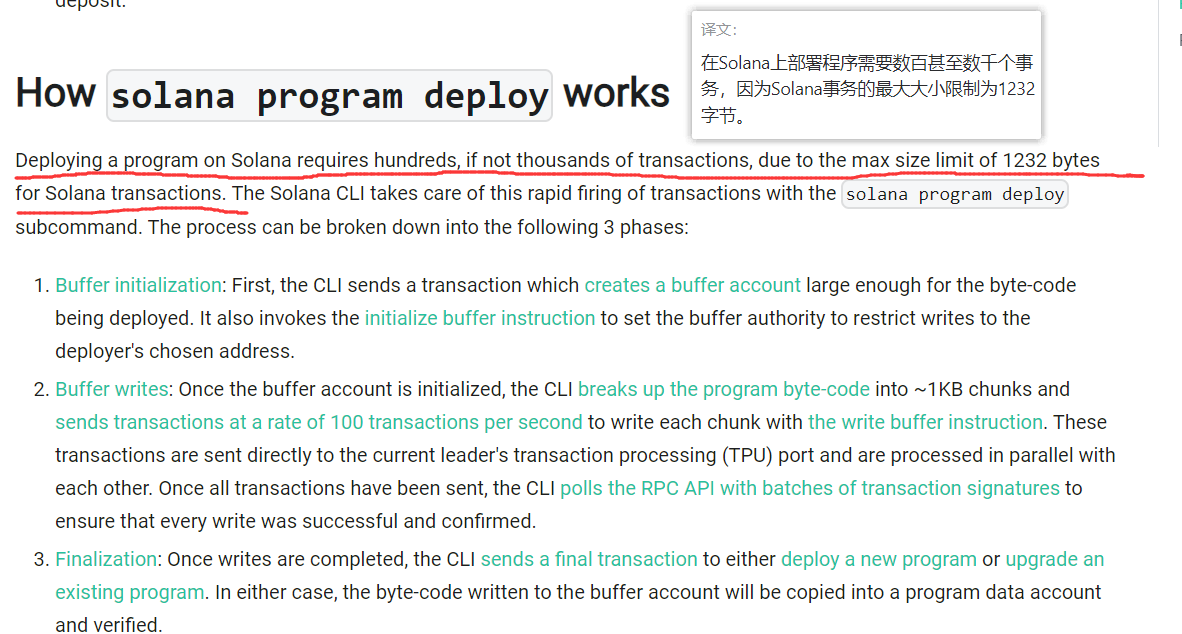 deposit.
译文：
在Solana上部署程序需要数百甚至数千个事
务，因为Solana事务的最大大小限制为1232
字节。
How solana program deploy works
Deploying a program on Solana requires hundreds, if not thousands of transactions, due to the max size limit of 1232 bytes
for Solana transactions. The Solana CLI takes care of this rapid firing of transactions with the solana program deploy
subcommand. The process can be broken down into the following 3 phases:
1. Buffer initialization: First, the CLI sends a transaction which creates a buffer account large enough for the byte-code
being deployed. It also invokes the initialize buffer instruction to set the buffer authority to restrict writes to the
deployer's chosen address.
2. Buffer writes: Once the buffer account is initialized, the CLI breaks up the program byte-code into ~1KB chunks and
sends transactions at a rate of 100 transactions per second to write each chunk with the write buffer instruction. These
transactions are sent directly to the current leader's transaction processing (TPU) port and are processed in parallel with
each other. Once all transactions have been sent, the CLI polls the RPC API with batches of transaction signatures to
ensure that every write was successful and confirmed.
3. Finalization: Once writes are completed, the CLI sends a final transaction to either deploy a new program or upgrade an
existing program. In either case, the byte-code written to the buffer account will be copied into a program data account
and verified.